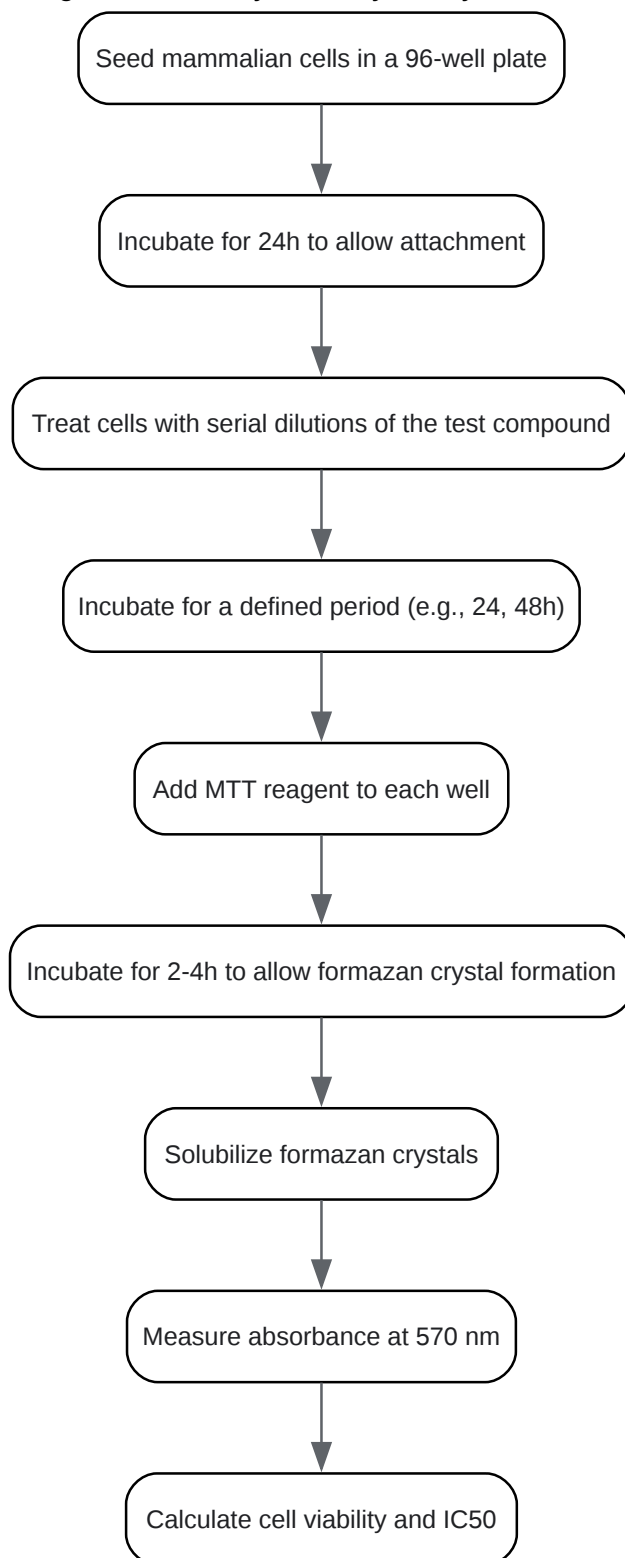 Seed mammalian cells in a 96-well plate
Incubate for 24h to allow attachment
Treat cells with serial dilutions of the test compound
Incubate for a defined period (e.g., 24, 48h)
Add MTT reagent to each well
Incubate for 2-4h to allow formazan crystal formation
Solubilize formazan crystals
Measure absorbance at 570 nm
Calculate cell viability and IC50